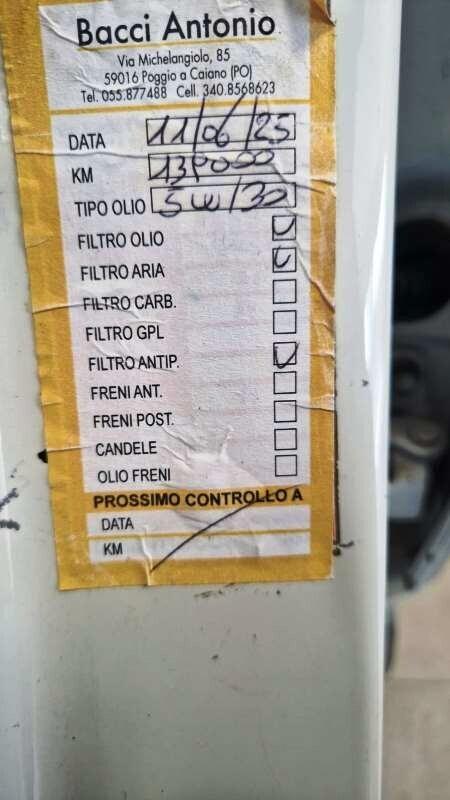 Bacci Antonio
Via Michelangiolo, 85
59016 Poggio a Caiano (PO)
Tel. 055.877488 Cell. 340.8568623
DATA 11/06/25
KM
TIPO OLIO 5W/30
FILTRO OLIO
FILTRO ARIA
FILTRO CARB.
FILTRO GPL
FILTRO ANTIP.
FRENI ANT.
FRENI POST.
CANDELE
OLIO FRENI
PROSSIMO CONTROLLO A
DATA
KM